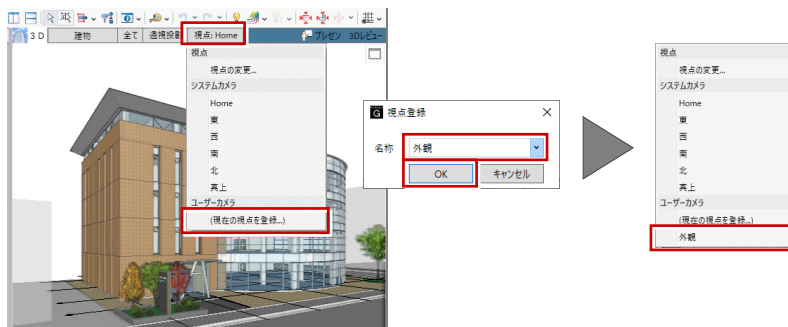 3D 建物 全て 透視投影 視点: Home プレゼン 3Dビュー
視点
視点の変更...
システムカメラ
Home
東
西
南
北
真上
ユーザーカメラ
(現在の視点を登録...)
G 視点登録
名称 外観
OK キャンセル
視点
視点の変更...
システムカメラ
Home
東
西
南
北
真上
ユーザーカメラ
(現在の視点を登録...)
外観